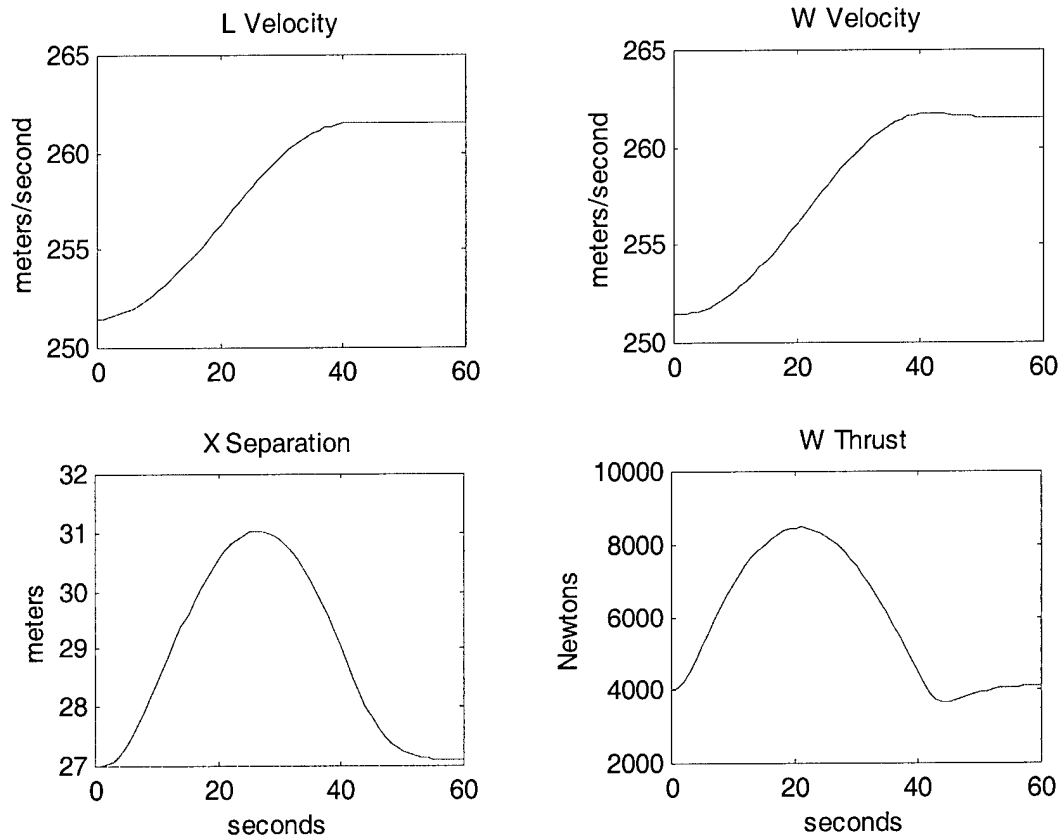 L Velocity
265
260
255
250
meters/second
0 20 40 60
W Velocity
265
260
255
250
meters/second
0 20 40 60
X Separation
32
31
30
29
28
27
meters
0 20 40 60
seconds
W Thrust
10000
8000
6000
4000
2000
Newtons
0 20 40 60
seconds